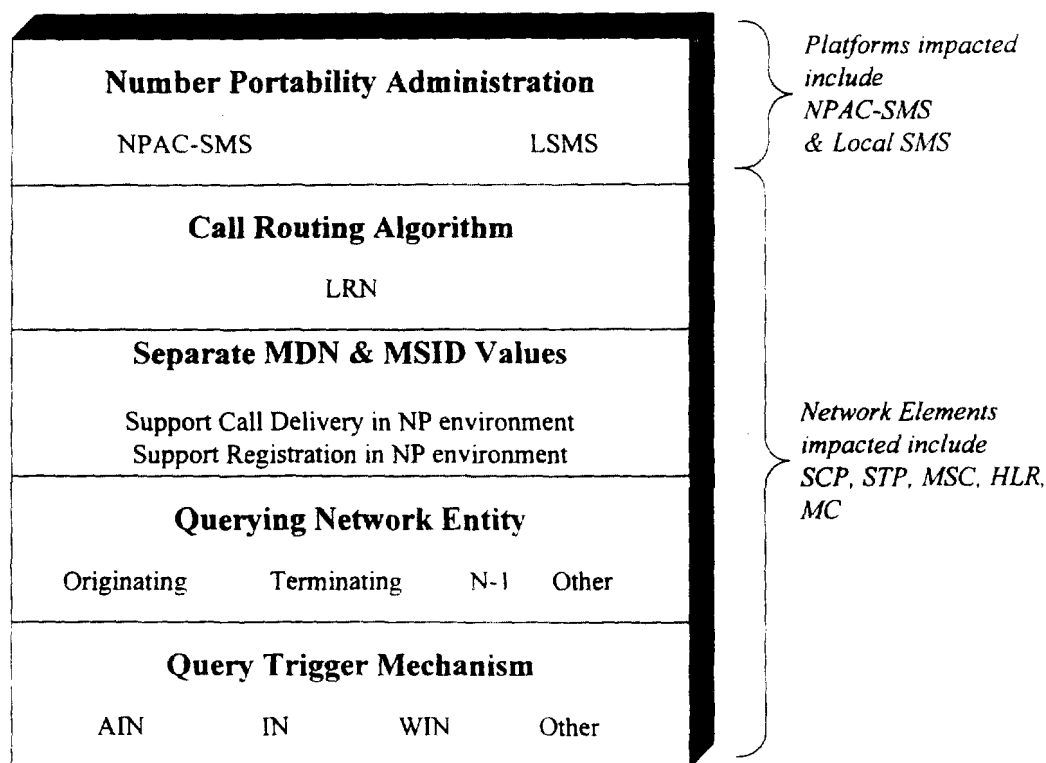 Number Portability Administration
NPAC-SMS LSMS
Call Routing Algorithm
LRN
Separate MDN & MSID Values
Support Call Delivery in NP environment
Support Registration in NP environment
Querying Network Entity
Originating Terminating N-1 Other
Query Trigger Mechanism
AIN IN WIN Other
Platforms impacted
include
NPAC-SMS
& Local SMS
Network Elements
impacted include
SCP, STP, MSC, HLR,
MC